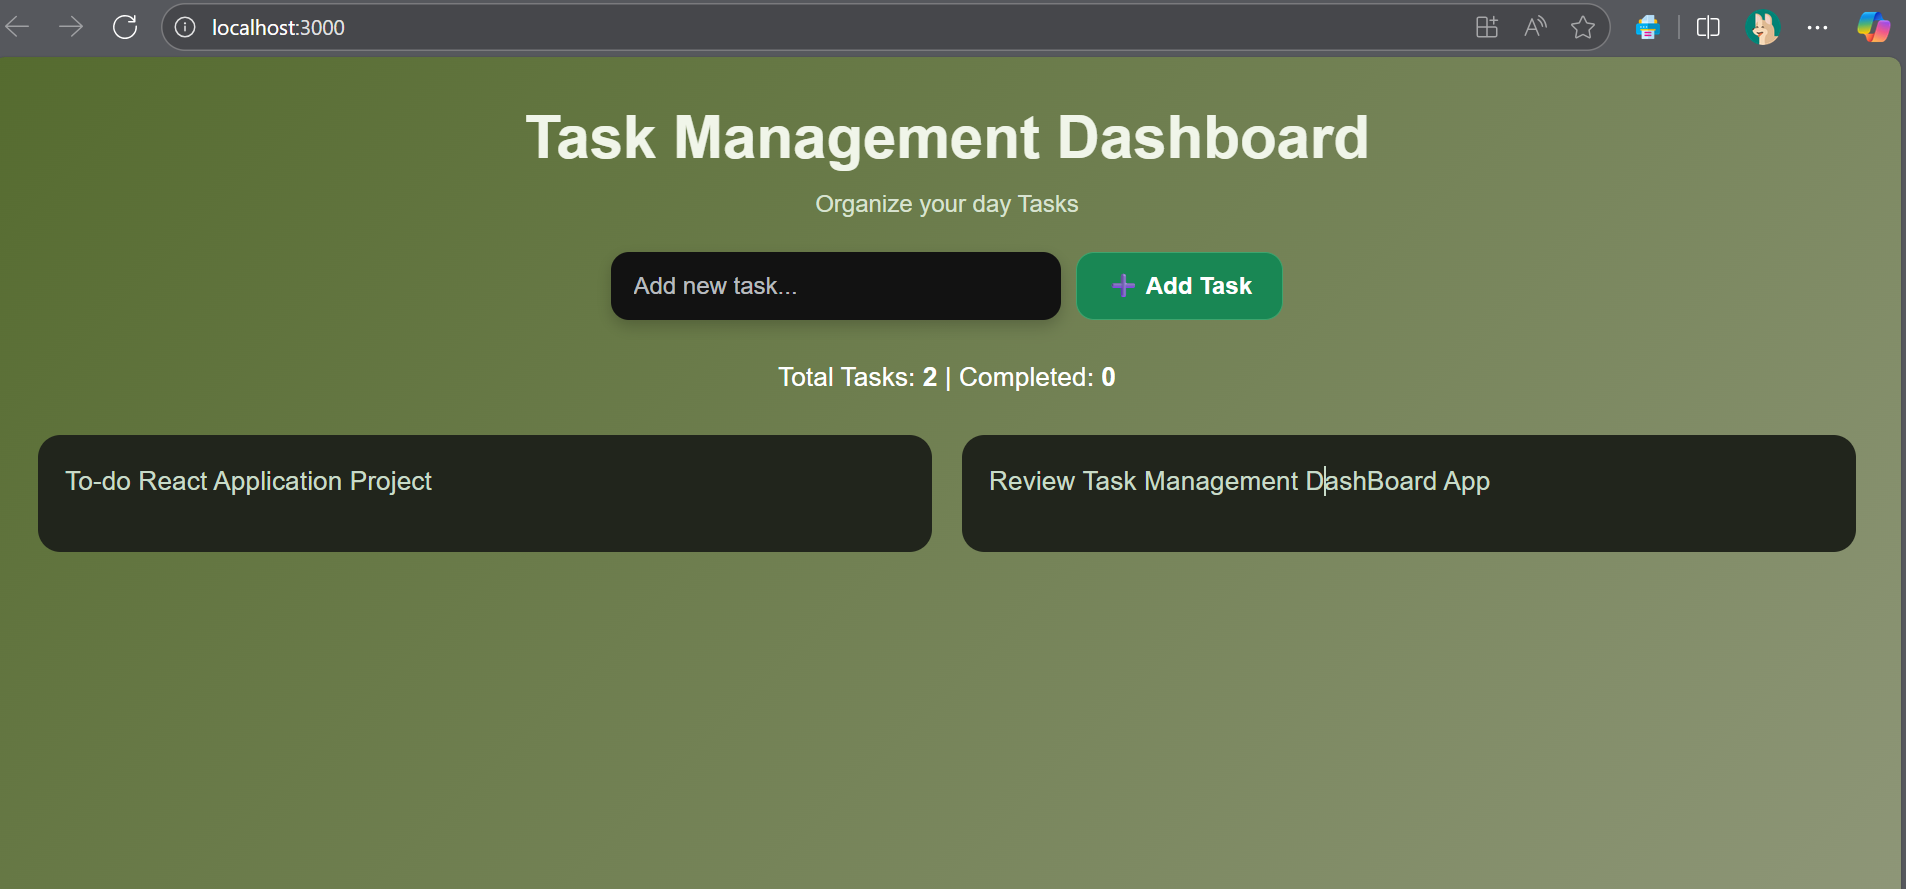 localhost:3000
Task Management Dashboard
Organize your day Tasks
Add new task...
➕ Add Task
Total Tasks: 2 | Completed: 0
To-do React Application Project
Review Task Management DashBoard App